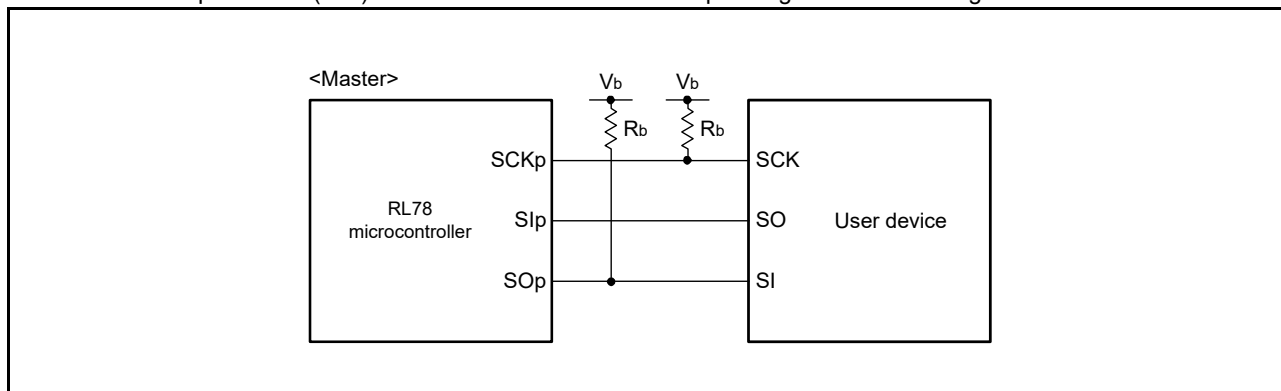 <Master>
Vb Vb
Rb Rb
SCKp SCK
RL78
microcontroller
SIp SO
User device
SOp SI